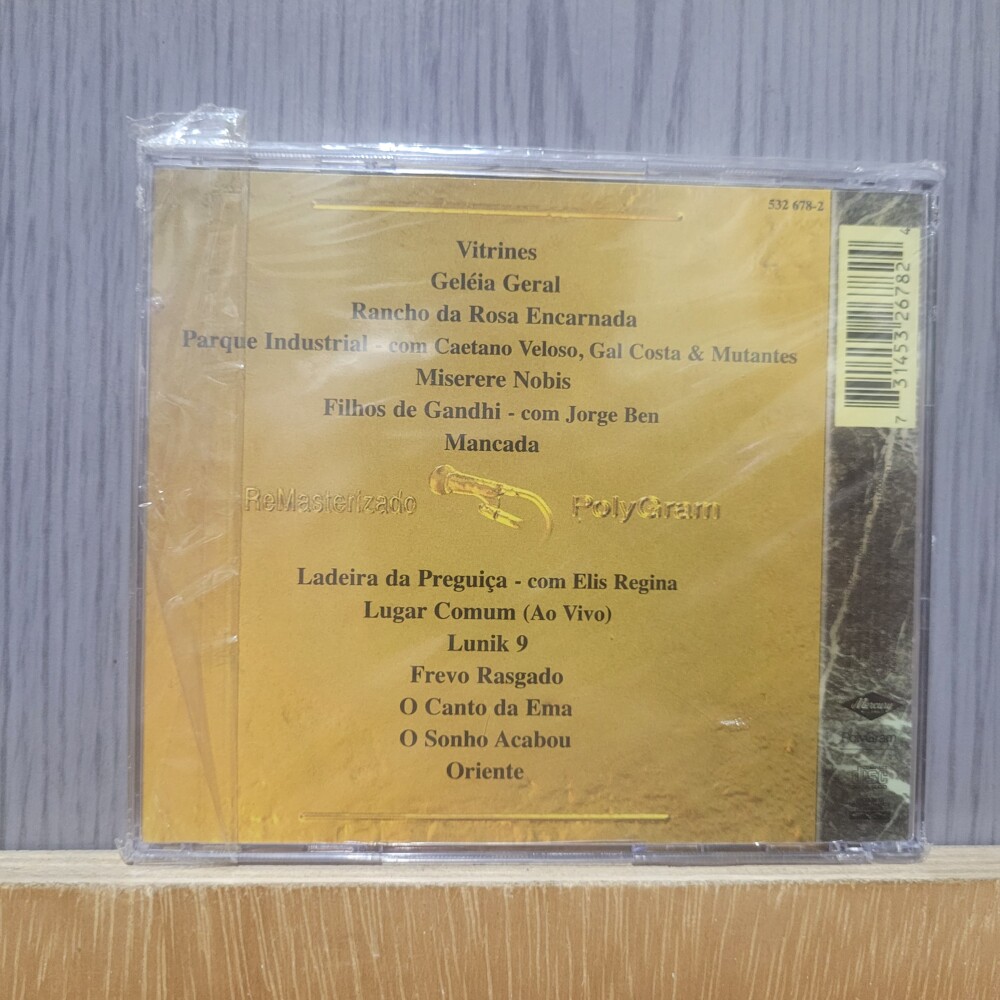 532 678-2
Vitrines
Geléia Geral
Rancho da Rosa Encarnada
Parque Industrial - com Caetano Veloso, Gal Costa & Mutantes
Miserere Nobis
Filhos de Gandhi - com Jorge Ben
Mancada
ReMasterizado PolyGram
Ladeira da Preguiça - com Elis Regina
Lugar Comum (Ao Vivo)
Lunik 9
Frevo Rasgado
O Canto da Ema
O Sonho Acabou
Oriente
7 31453 26782 4
Mercury
PolyGram